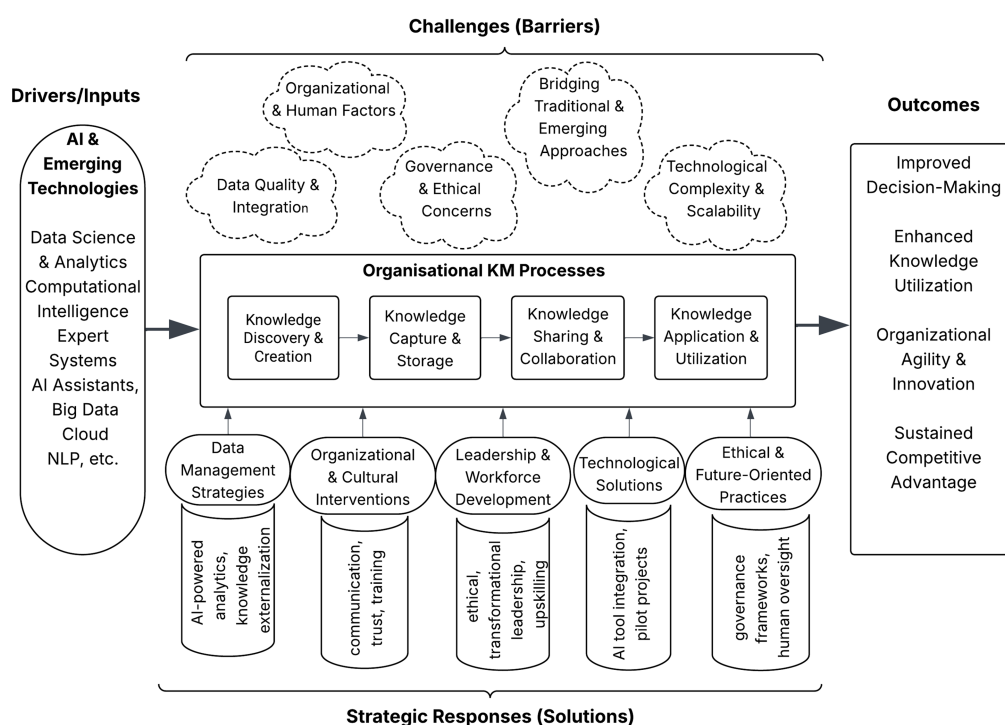 Challenges (Barriers)
Organizational
& Human Factors
Bridging
Traditional &
Emerging
Approaches
Data Quality &
Integration
Governance
& Ethical
Concerns
Technological
Complexity &
Scalability
Drivers/Inputs
AI &
Emerging
Technologies
Data Science
& Analytics
Computational
Intelligence
Expert
Systems
AI Assistants,
Big Data
Cloud
NLP, etc.
Organisational KM Processes
Knowledge
Discovery &
Creation
Knowledge
Capture &
Storage
Knowledge
Sharing &
Collaboration
Knowledge
Application &
Utilization
Outcomes
Improved
Decision-Making
Enhanced
Knowledge
Utilization
Organizational
Agility &
Innovation
Sustained
Competitive
Advantage
Data
Management
Strategies
Organizational
& Cultural
Interventions
Leadership &
Workforce
Development
Technological
Solutions
Ethical &
Future-Oriented
Practices
AI-powered
analytics,
knowledge
externalization
communication,
trust, training
ethical,
transformational
leadership,
upskilling
AI tool integration,
pilot projects
governance
frameworks,
human oversight
Strategic Responses (Solutions)